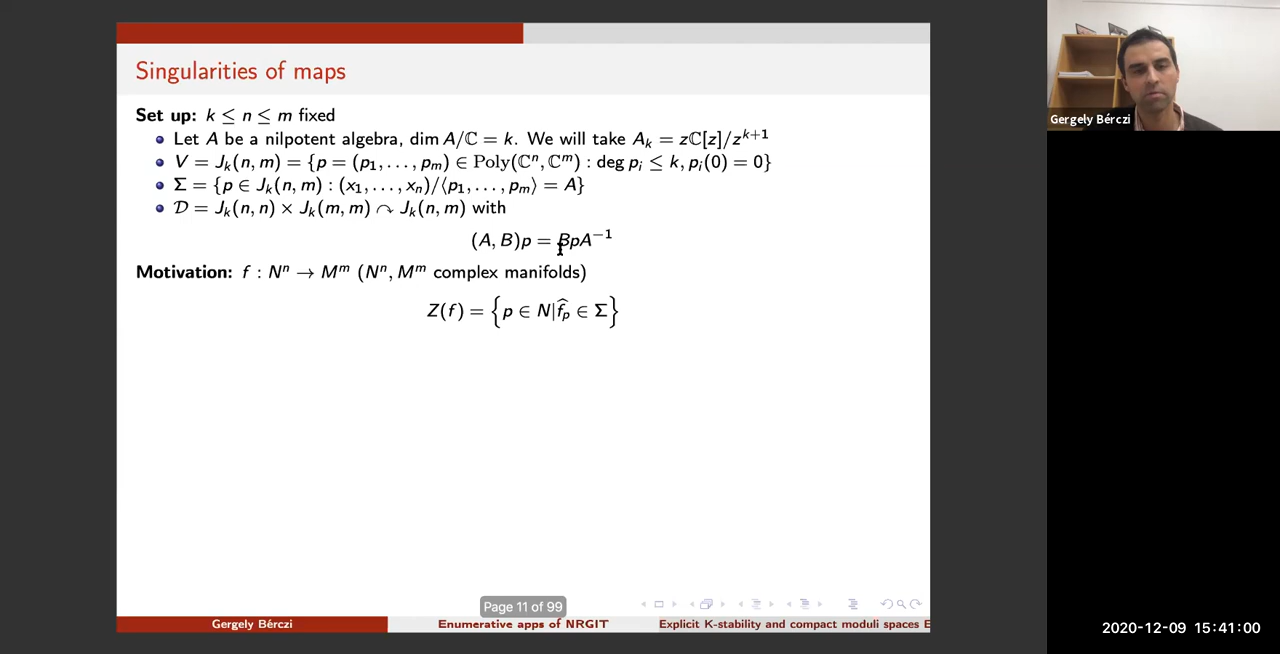 Singularities of maps
Set up: k ≤ n ≤ m fixed
Let A be a nilpotent algebra, dim A/ℂ = k. We will take A_k = zℂ[z]/z^{k+1}
V = J_k(n, m) = {p = (p_1, . . . , p_m) ∈ Poly(ℂ^n, ℂ^m) : deg p_i ≤ k, p_i(0) = 0}
Σ = {p ∈ J_k(n, m) : (x_1, . . . , x_n)/⟨p_1, . . . , p_m⟩ = A}
𝒟 = J_k(n, n) × J_k(m, m) ↷ J_k(n, m) with
(A, B)p = BpA^{−1}
Motivation: f : N^n → M^m (N^n, M^m complex manifolds)
Z(f) = {p ∈ N|f̂_p ∈ Σ}
Page 11 of 99
Gergely Bérczi
Enumerative apps of NRGIT
Explicit K-stability and compact moduli spaces E
Gergely Bérczi
2020-12-09 15:41:00